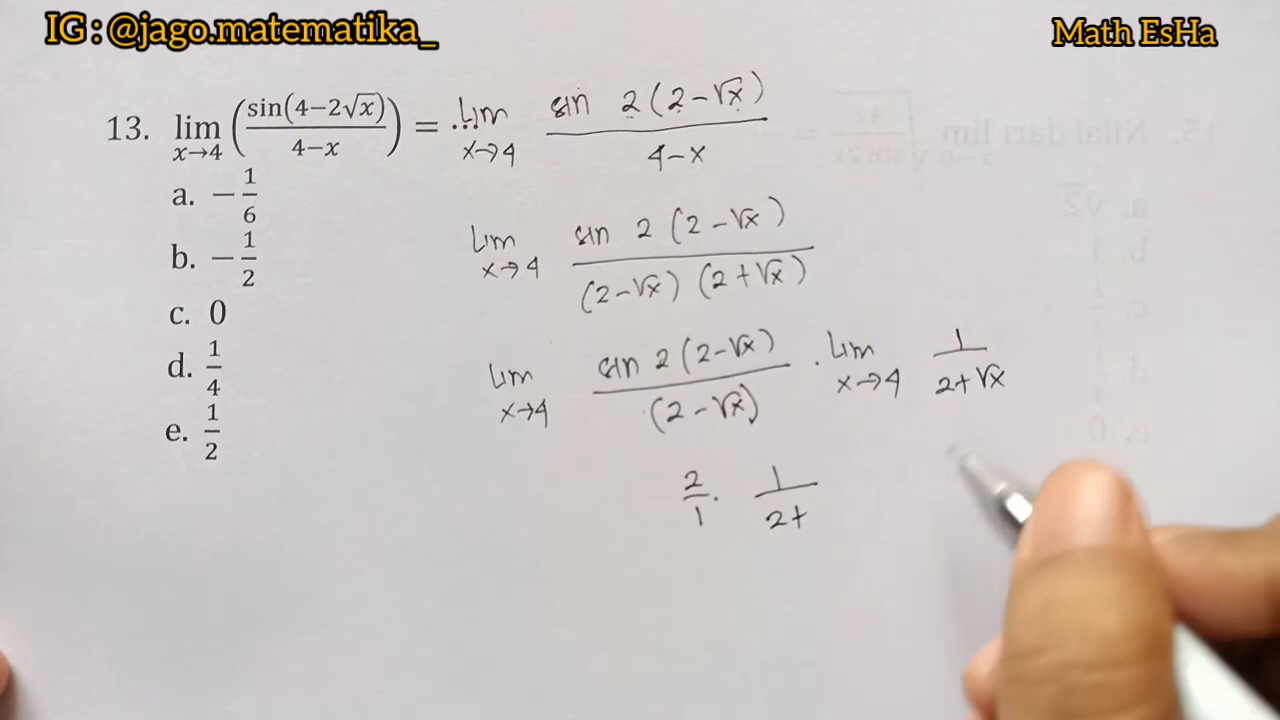 IG : @jago.matematika_
Math EsHa
13. lim x→4 (sin(4−2√x) / 4−x) = ... lim x→4 sin 2(2−√x) / 4−x
a. −1/6
b. −1/2
c. 0
d. 1/4
e. 1/2
lim x→4 sin 2(2−√x) / (2−√x)(2+√x)
lim x→4 sin 2(2−√x) / (2−√x) . lim x→4 1 / 2+√x
2/1 . 1 / 2+